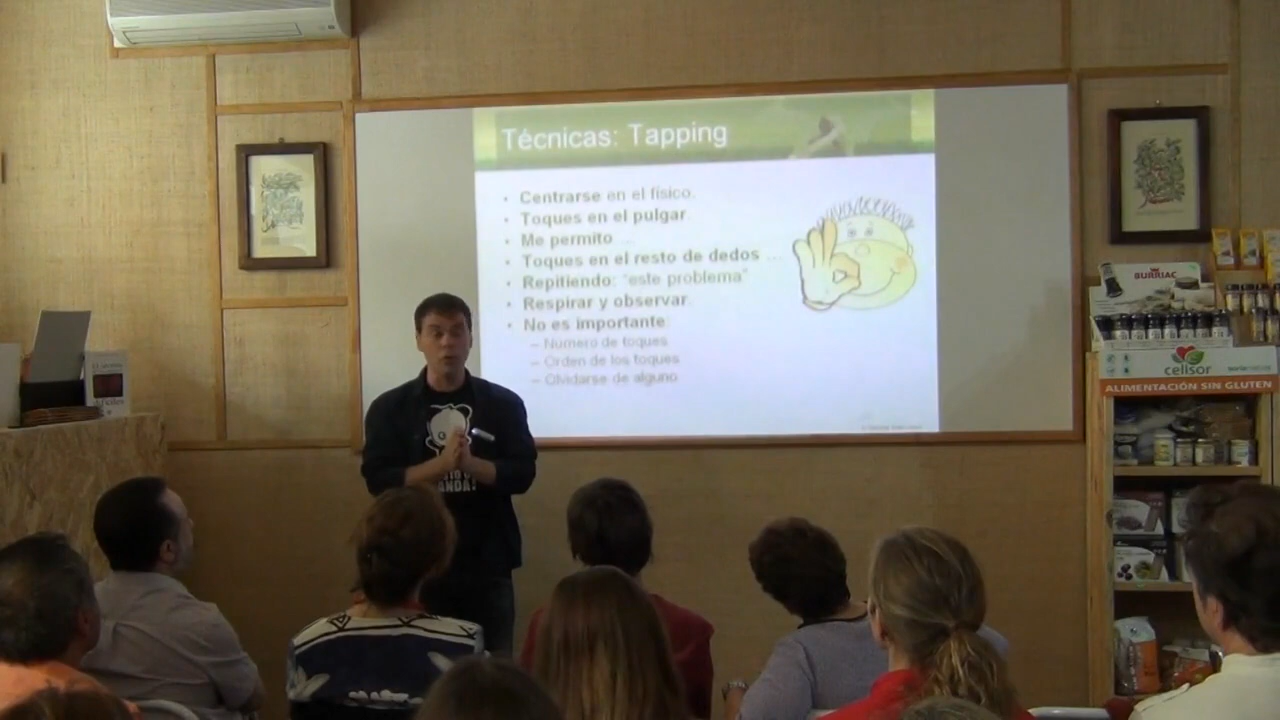 Técnicas: Tapping
• Centrarse en el físico.
• Toques en el pulgar.
• Me permito ...
• Toques en el resto de dedos ...
• Repitiendo: “este problema”
• Respirar y observar.
• No es importante
– Numero de toques
– Orden de los toques
– Olvidarse de alguno
BURRIAC
celisor
ALIMENTACIÓN SIN GLUTEN